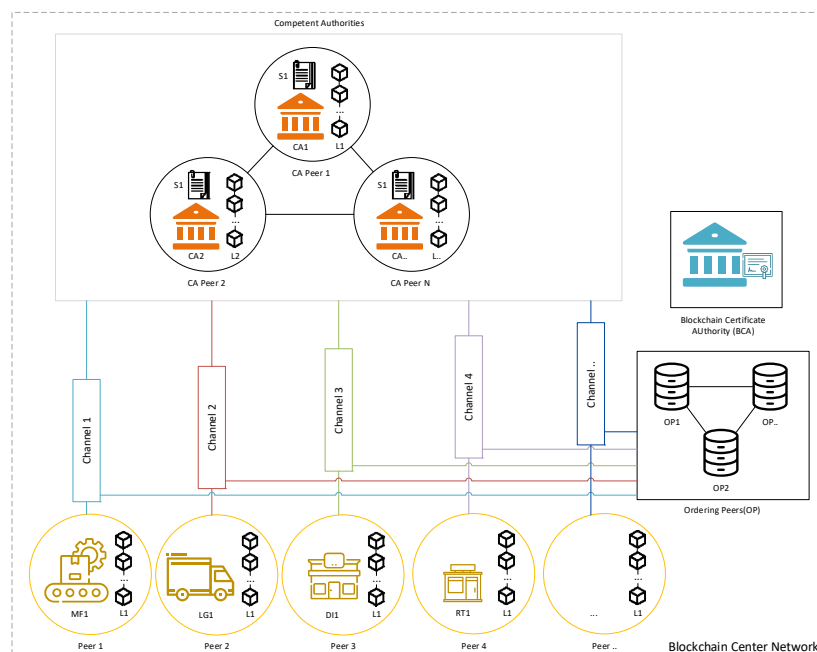 Competent Authorities
S1
...
CA1
L1
CA Peer 1
S1
...
CA2
L2
CA Peer 2
S1
...
CA..
L..
CA Peer N
Blockchain Certificate
AUthority (BCA)
Channel 1
Channel 2
Channel 3
Channel 4
Channel ..
OP1
OP..
OP2
Ordering Peers(OP)
...
MF1
L1
Peer 1
...
LG1
L1
Peer 2
..
...
DI1
L1
Peer 3
...
RT1
L1
Peer 4
...
...
L1
Peer ..
Blockchain Center Network